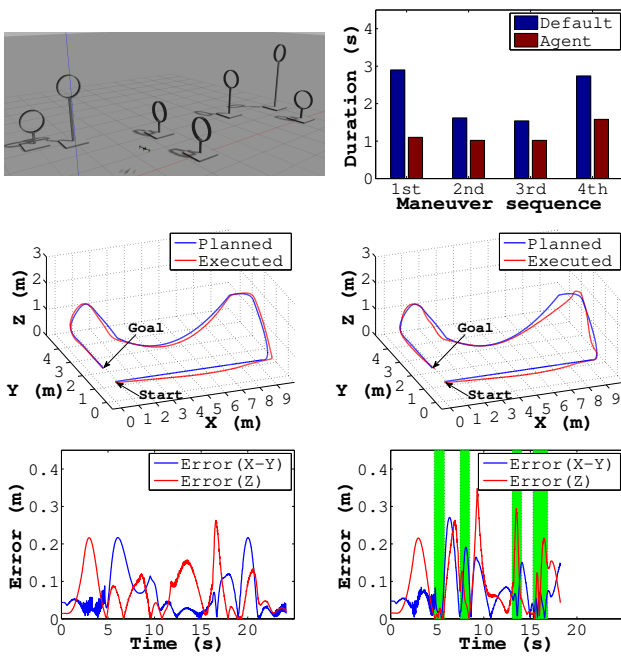 Duration (s)
4
3
2
1
0
Default
Agent
1st 2nd 3rd 4th
Maneuver sequence
Z (m)
3
2
1
0
Planned
Executed
Goal
Start
4
3
2
1
0
Y (m)
0 1 2 3 4 5 6 7 8 9
X (m)
Z (m)
3
2
1
0
Planned
Executed
Goal
Start
4
3
2
1
0
Y (m)
0 1 2 3 4 5 6 7 8 9
X (m)
Error (m)
0.4
0.3
0.2
0.1
0
Error(X-Y)
Error(Z)
0 5 10 15 20
Time (s)
Error (m)
0.4
0.3
0.2
0.1
0
Error(X-Y)
Error(Z)
0 5 10 15 20
Time (s)